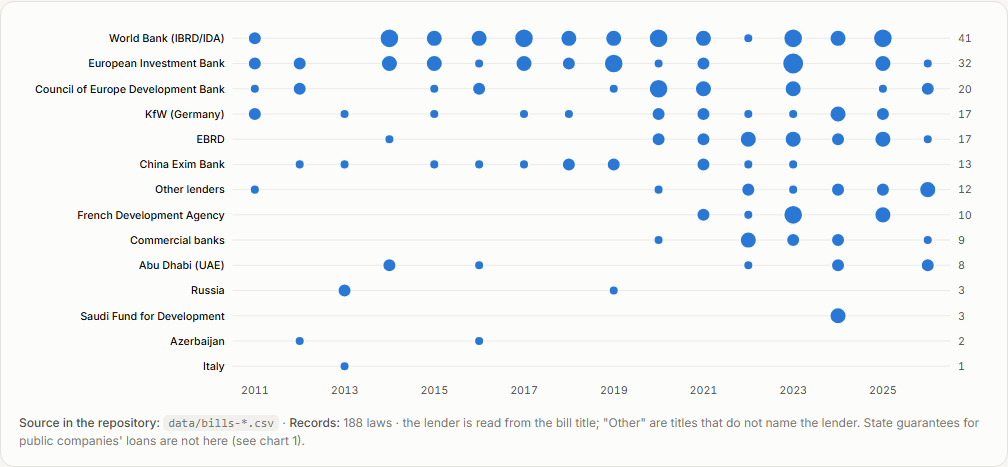 World Bank (IBRD/IDA) 41
European Investment Bank 32
Council of Europe Development Bank 20
KfW (Germany) 17
EBRD 17
China Exim Bank 13
Other lenders 12
French Development Agency 10
Commercial banks 9
Abu Dhabi (UAE) 8
Russia 3
Saudi Fund for Development 3
Azerbaijan 2
Italy 1
2011 2013 2015 2017 2019 2021 2023 2025
Source in the repository: data/bills-*.csv · Records: 188 laws · the lender is read from the bill title; "Other" are titles that do not name the lender. State guarantees for
public companies' loans are not here (see chart 1).